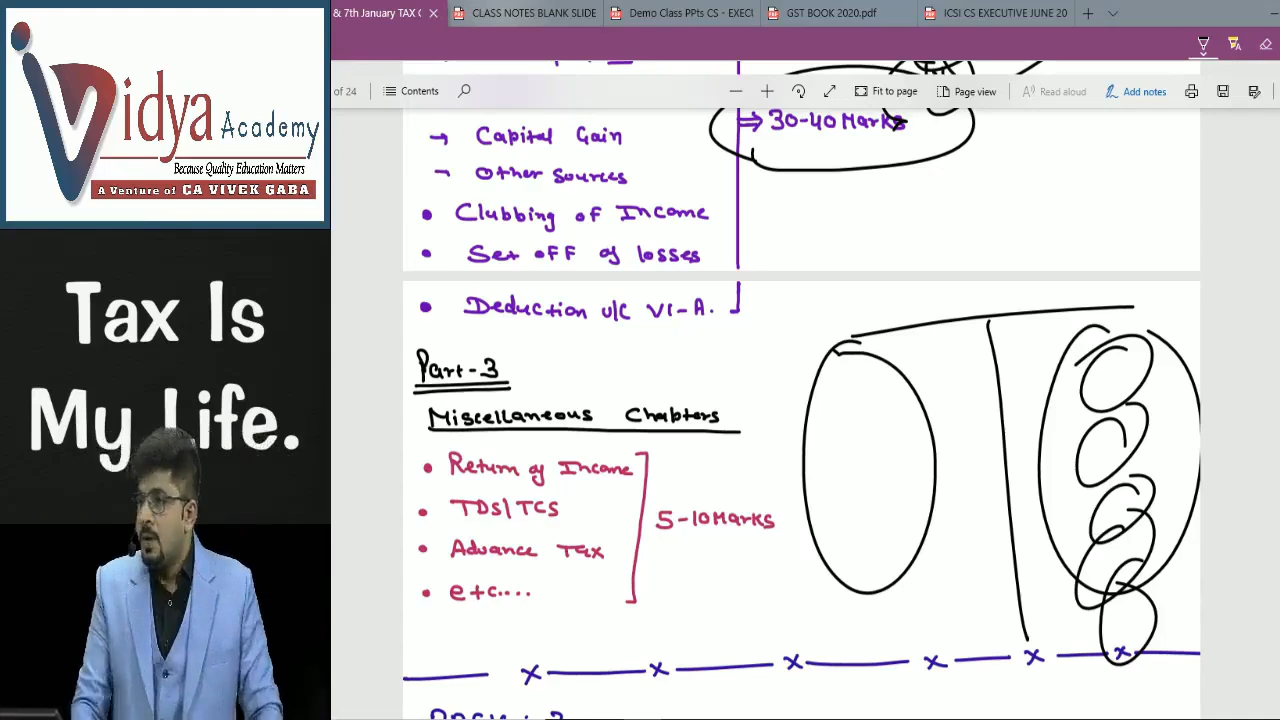 & 7th January TAX C
CLASS NOTES BLANK SLIDE
Demo Class PPts CS - EXECU
GST BOOK 2020.pdf
ICSI CS EXECUTIVE JUNE 20
of 24
Contents
Fit to page
Page view
Read aloud
Add notes
Vidya Academy
Because Quality Education Matters
A Venture of CA VIVEK GABA
Tax Is
My Life.
→ Capital Gain
⇒ 30-40 Marks
→ Other Sources
• Clubbing of Income
• Set off of losses
• Deduction u/c VI-A.
Part-3
Miscellaneous Chapters
• Return of Income
• TDS/TCS
5-10 Marks
• Advance Tax
• etc....